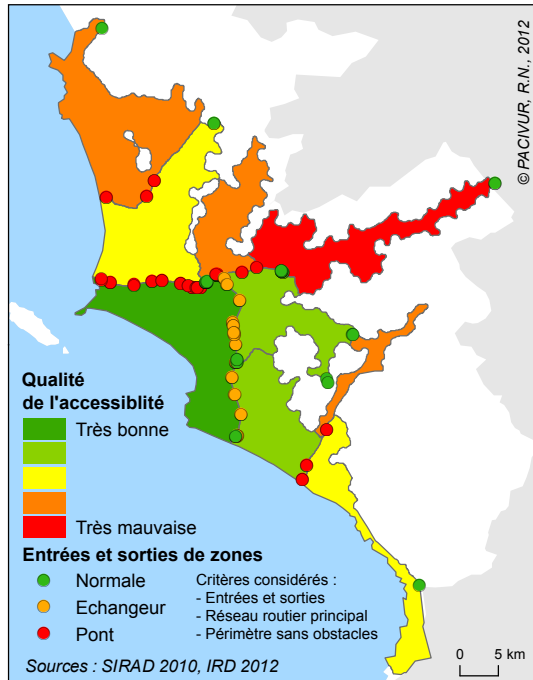 © PACIVUR, R.N., 2012
Qualité
de l'accessiblité
Très bonne
Très mauvaise
Entrées et sorties de zones
Normale
Echangeur
Pont
Critères considérés :
- Entrées et sorties
- Réseau routier principal
- Périmètre sans obstacles
0 5 km
Sources : SIRAD 2010, IRD 2012